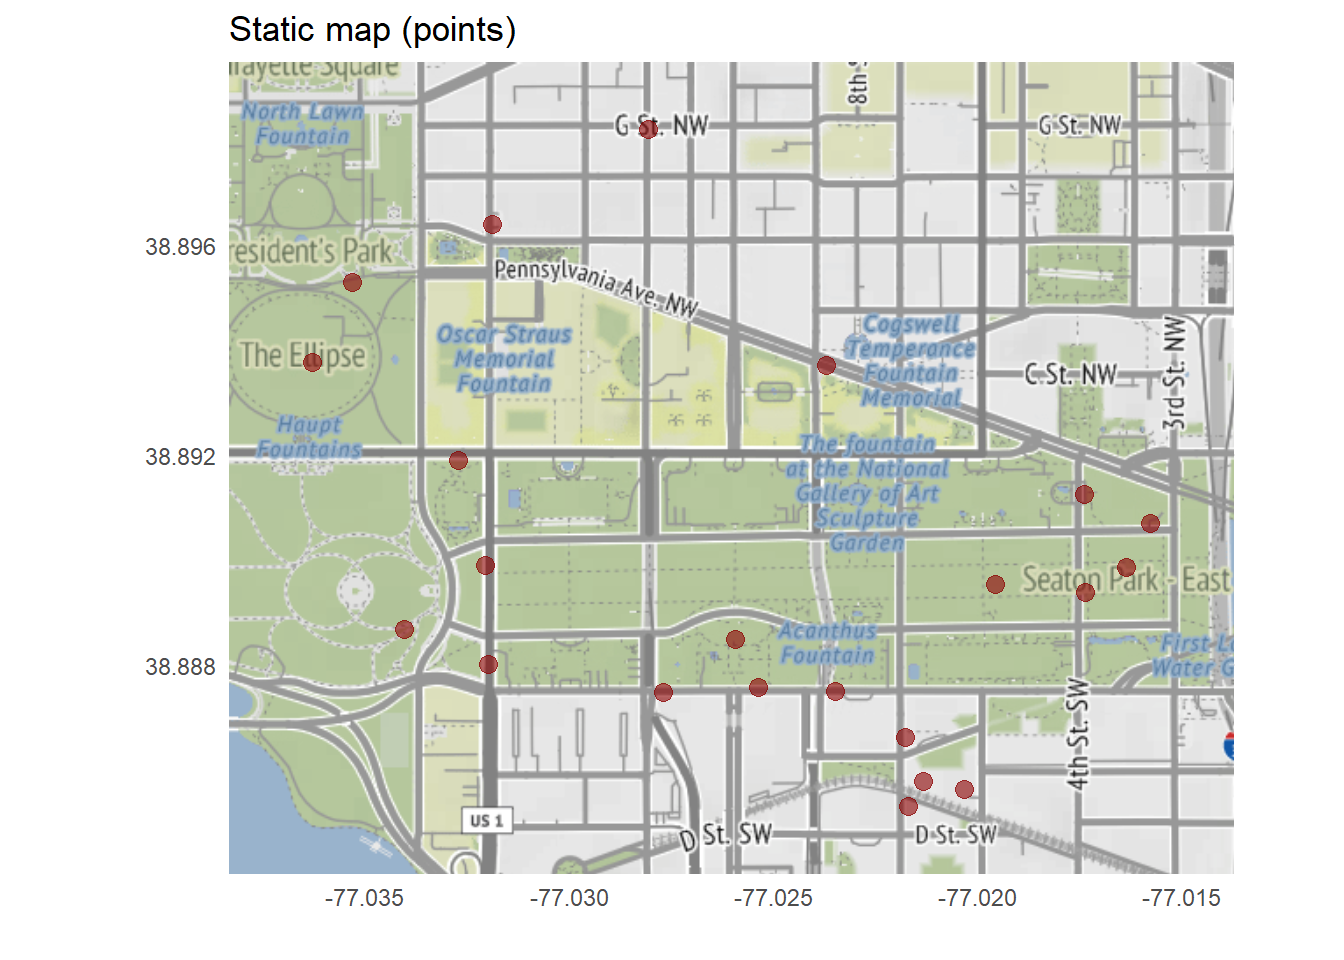 Static map (points)
fayette Square
North Lawn
Fountain
G St. NW
8th S
G St. NW
38.896
resident's Park
Pennsylvania Ave. NW
The Ellipse
Oscar Straus
Memorial
Fountain
Cogswell
Temperance
Fountain
Memorial
C St. NW
3rd St. NW
Haupt
Fountains
38.892
The fountain
at the National
Gallery of Art
Sculpture
Garden
Seaton Park - East
Acanthus
Fountain
First L
Water G
38.888
4th St. SW
US 1
D St. SW
D St. SW
-77.035
-77.030
-77.025
-77.020
-77.015